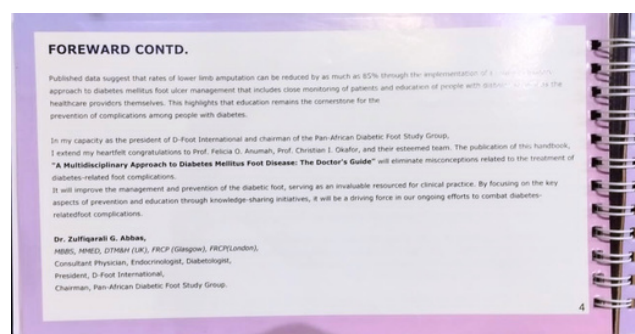 FOREWARD CONTD.
Published data suggest that rates of lower limb amputation can be reduced by as much as 85% through the implementation of
approach to diabetes mellitus foot ulcer management that includes close monitoring of patients and education of people with the
healthcare providers themselves. This highlights that education remains the cornerstone for the
prevention of complications among people with diabetes.
In my capacity as the president of D-Foot International and chairman of the Pan-African Diabetic Foot Study Group,
I extend my heartfelt congratulations to Prof. Felicia O. Anumah, Prof. Christian I. Okafor, and their esteemed team. The publication of this handbook,
"A Multidisciplinary Approach to Diabetes Mellitus Foot Disease: The Doctor's Guide" will eliminate misconceptions related to the treatment of
diabetes-related foot complications.
It will improve the management and prevention of the diabetic foot, serving as an invaluable resourced for clinical practice. By focusing on the key
aspects of prevention and education through knowledge-sharing initiatives, it will be a driving force in our ongoing efforts to combat diabetes-
relatedfoot complications.
Dr. Zulfiqarali G. Abbas,
MBBS, MMED, DTM&H (UK), FRCP (Glasgow), FRCP(London),
Consultant Physician, Endocrinologist, Diabetologist,
President, D-Foot International,
Chairman, Pan-African Diabetic Foot Study Group.
4